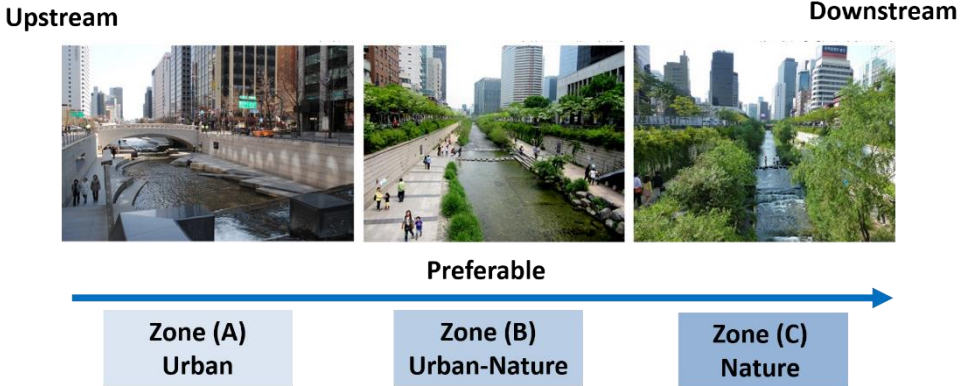 Upstream
Downstream
Preferable
Zone (A)
Urban
Zone (B)
Urban-Nature
Zone (C)
Nature